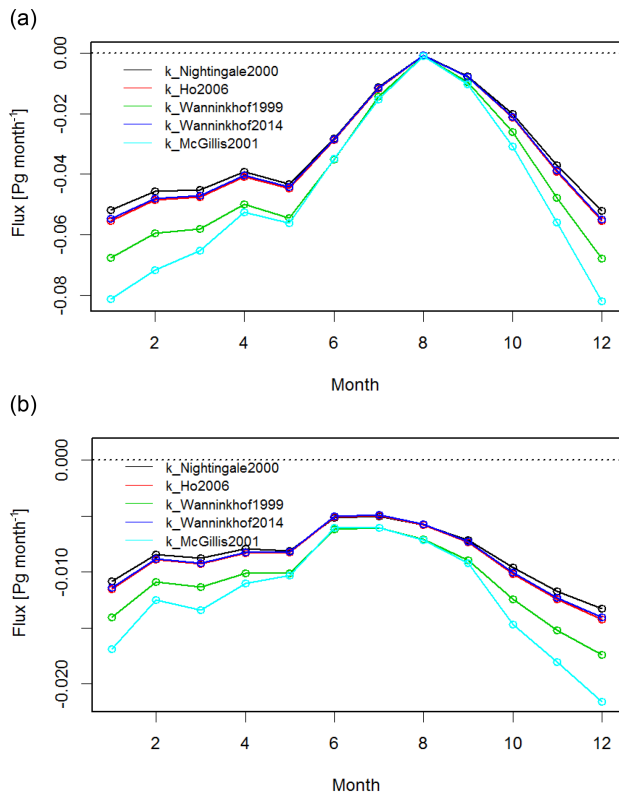 (a)
Flux [Pg month⁻¹]
0.00
-0.02
-0.04
-0.06
-0.08
k_Nightingale2000
k_Ho2006
k_Wanninkhof1999
k_Wanninkhof2014
k_McGillis2001
2 4 6 8 10 12
Month
(b)
Flux [Pg month⁻¹]
0.000
-0.010
-0.020
k_Nightingale2000
k_Ho2006
k_Wanninkhof1999
k_Wanninkhof2014
k_McGillis2001
2 4 6 8 10 12
Month